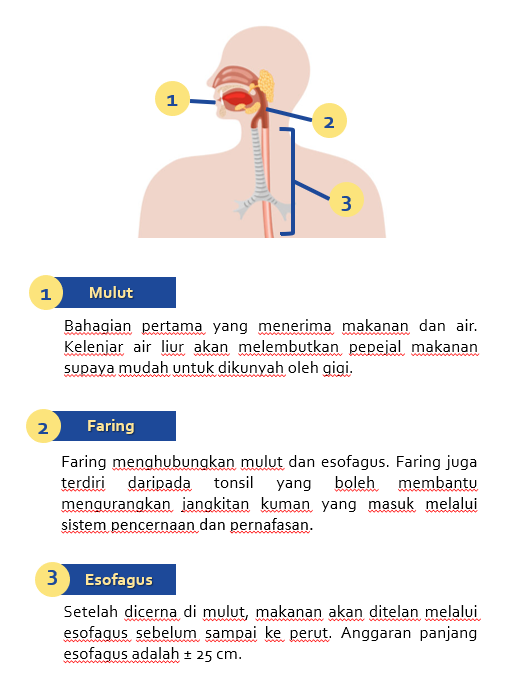 1
2
3
1 Mulut
Bahagian pertama yang menerima makanan dan air.
Kelenjar air liur akan melembutkan pepejal makanan
supaya mudah untuk dikunyah oleh gigi.
2 Faring
Faring menghubungkan mulut dan esofagus. Faring juga
terdiri daripada tonsil yang boleh membantu
mengurangkan jangkitan kuman yang masuk melalui
sistem pencernaan dan pernafasan.
3 Esofagus
Setelah dicerna di mulut, makanan akan ditelan melalui
esofagus sebelum sampai ke perut. Anggaran panjang
esofagus adalah ± 25 cm.